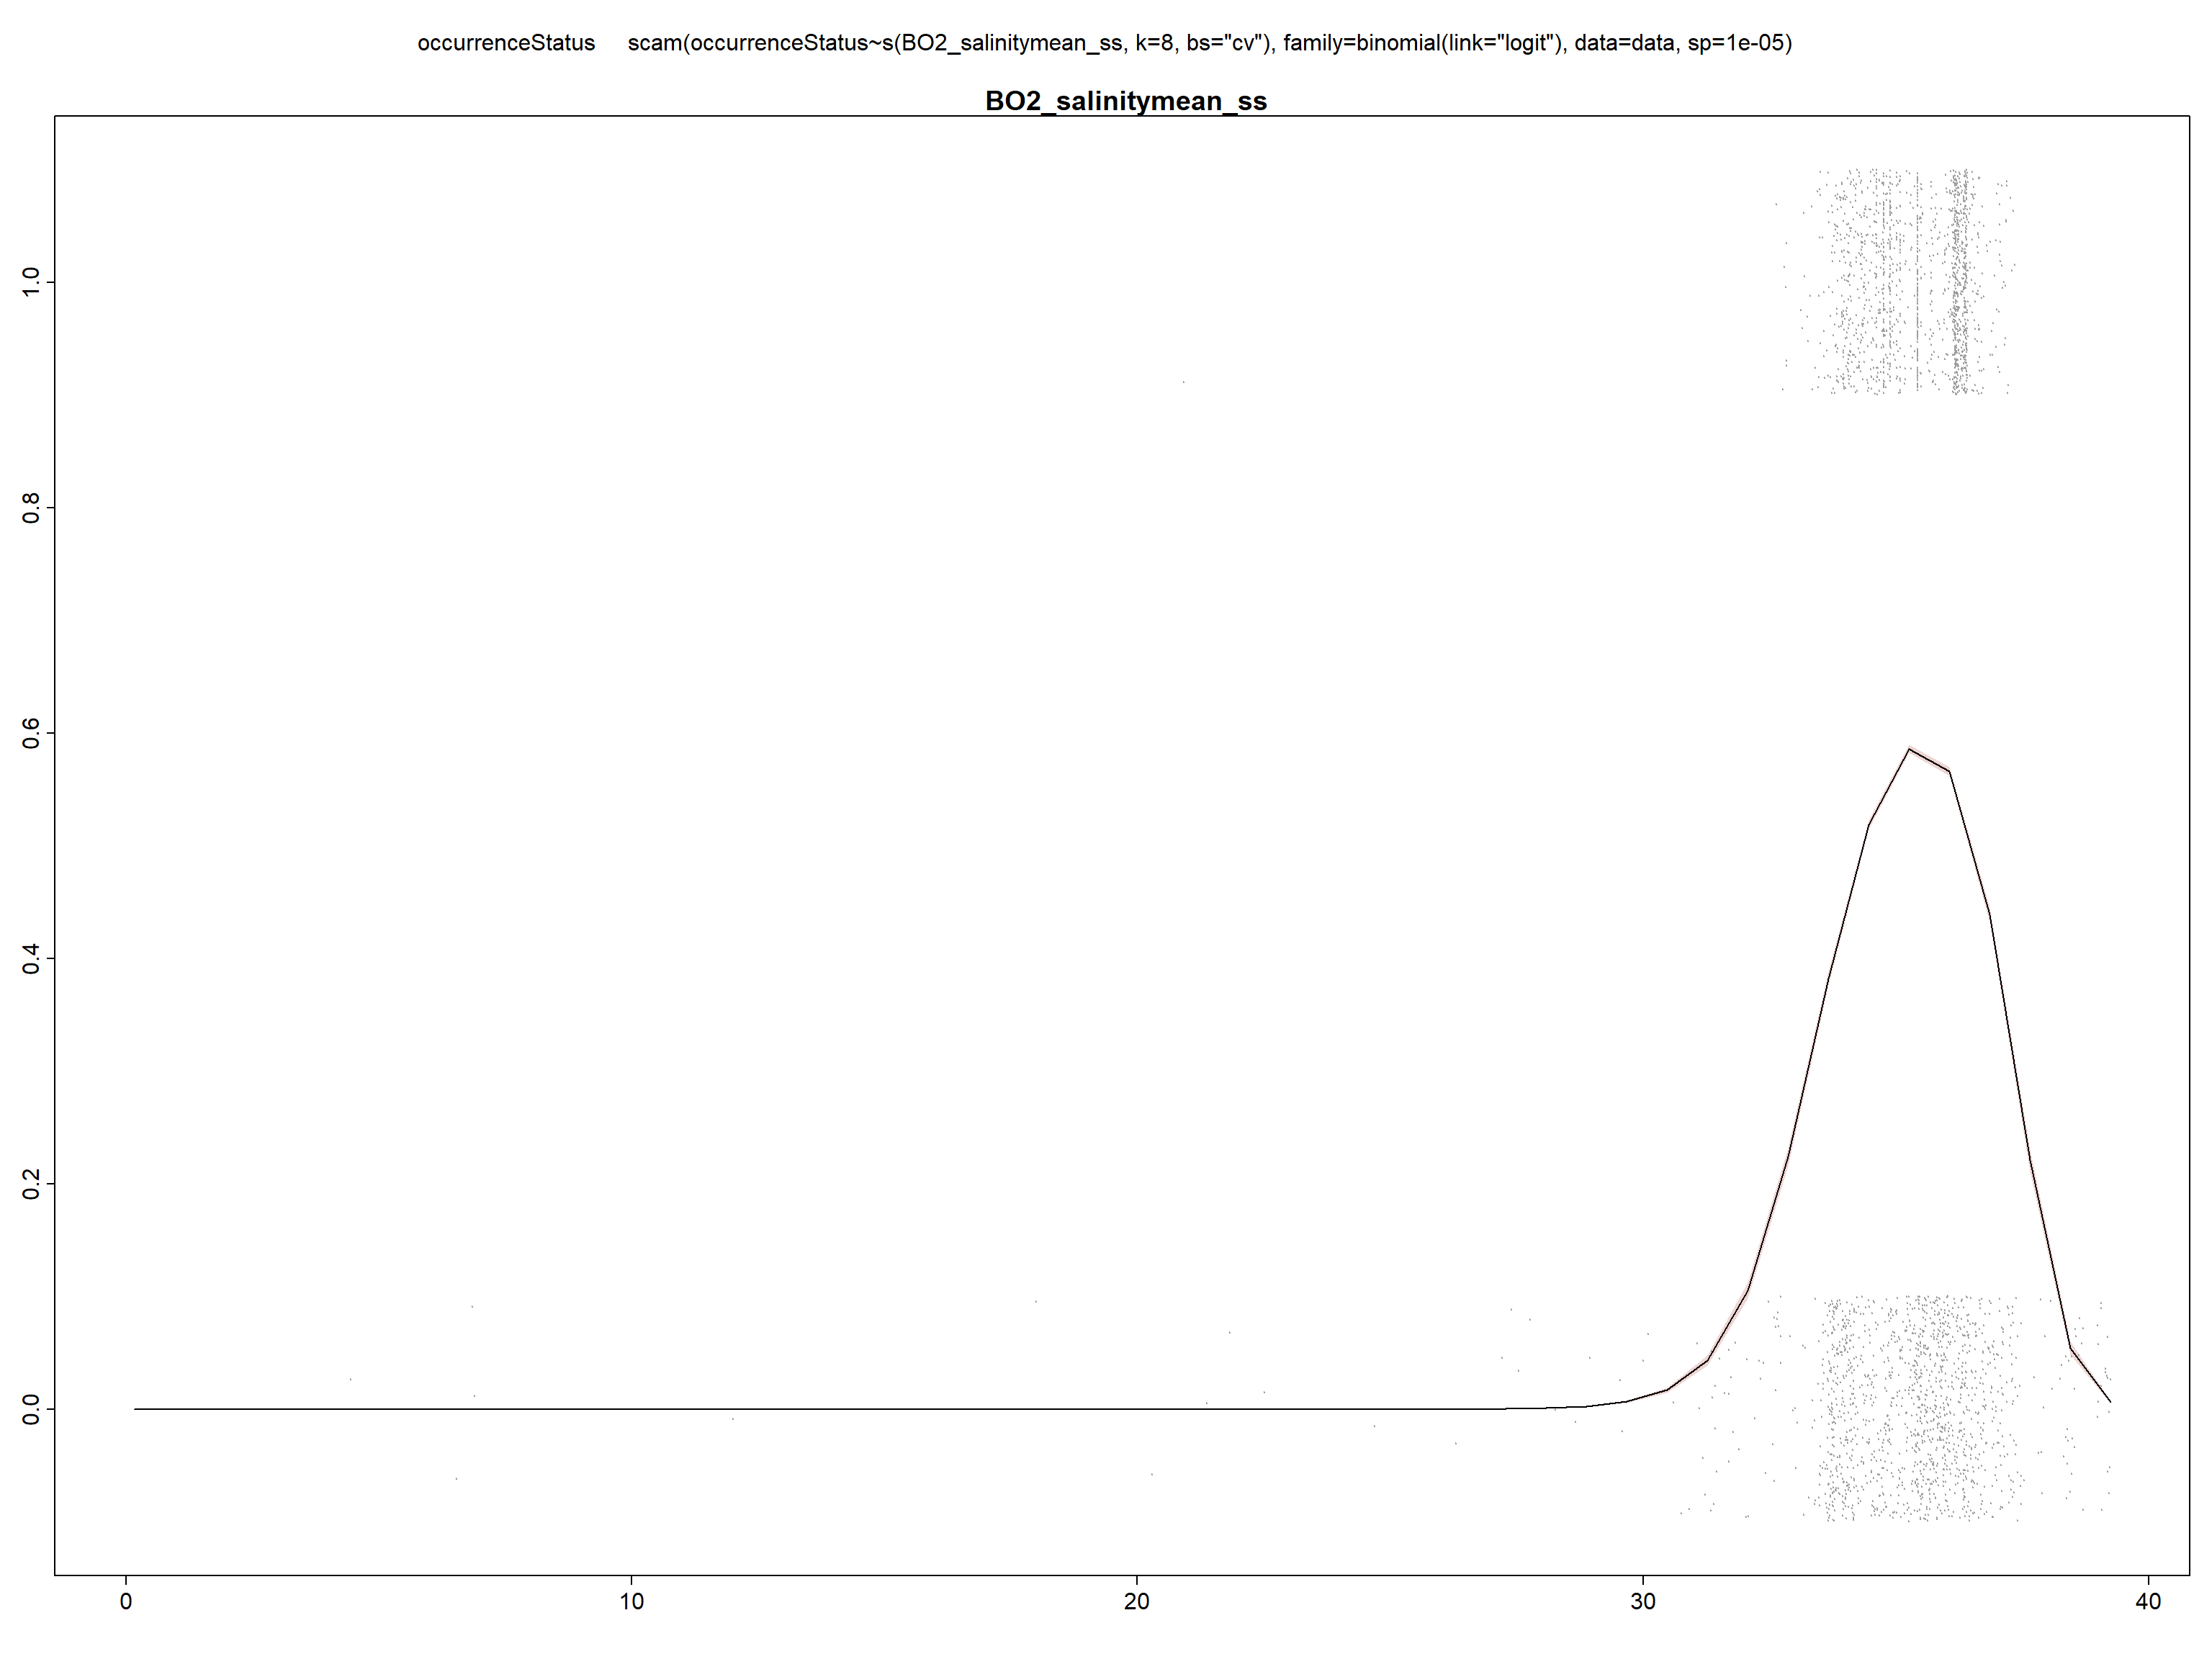 occurrenceStatus scam(occurrenceStatus~s(BO2_salinitymean_ss, k=8, bs="cv"), family=binomial(link="logit"), data=data, sp=1e-05)
BO2_salinitymean_ss
1.0
0.8
0.6
0.4
0.2
0.0
0 10 20 30 40